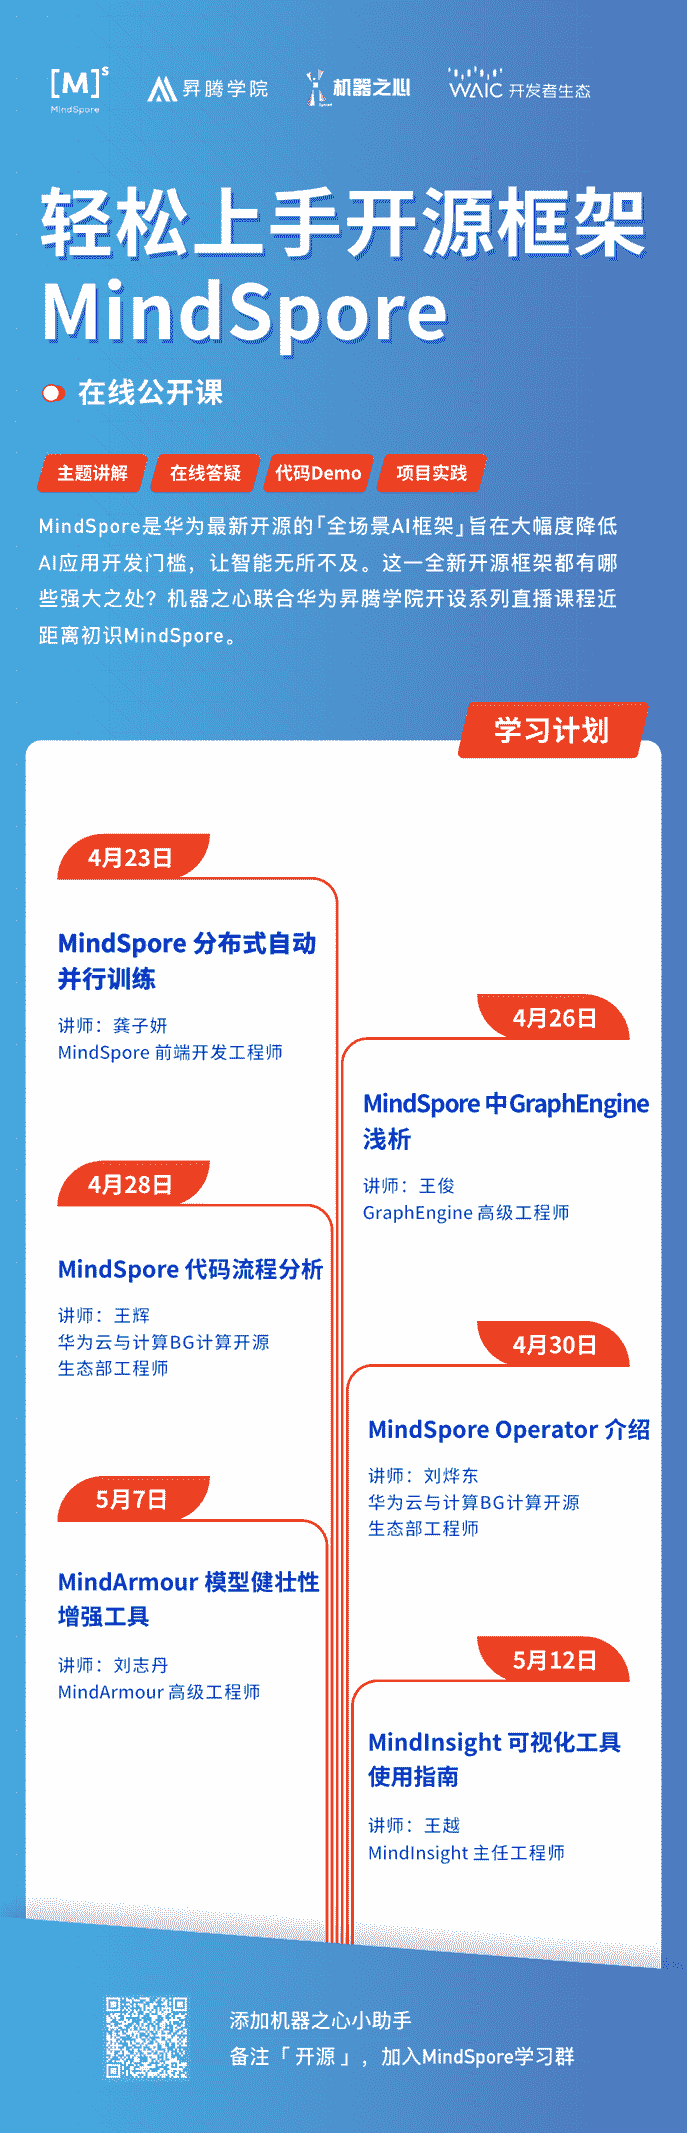 [M]s
MindSpore
昇腾学院
机器之心
WAIC 开发者生态
轻松上手开源框架
MindSpore
在线公开课
主题讲解
在线答疑
代码Demo
项目实践
MindSpore是华为最新开源的「全场景AI框架」旨在大幅度降低
AI应用开发门槛，让智能无所不及。这一全新开源框架都有哪
些强大之处？机器之心联合华为昇腾学院开设系列直播课程近
距离初识MindSpore。
学习计划
4月23日
MindSpore 分布式自动
并行训练
讲师：龚子妍
MindSpore 前端开发工程师
4月26日
MindSpore 中GraphEngine
浅析
讲师：王俊
GraphEngine 高级工程师
4月28日
MindSpore 代码流程分析
讲师：王辉
华为云与计算BG计算开源
生态部工程师
4月30日
MindSpore Operator 介绍
讲师：刘烨东
华为云与计算BG计算开源
生态部工程师
5月7日
MindArmour 模型健壮性
增强工具
讲师：刘志丹
MindArmour 高级工程师
5月12日
MindInsight 可视化工具
使用指南
讲师：王越
MindInsight 主任工程师
添加机器之心小助手
备注「 开源 」，加入MindSpore学习群